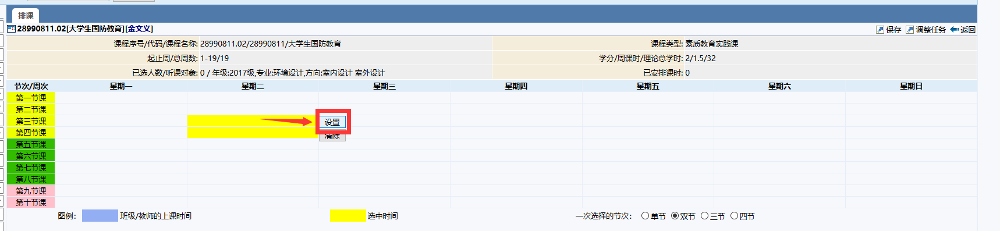 排课
28990811.02[大学生国防教育][金文义]
保存 调整任务 返回
课程序号/代码/课程名称: 28990811.02/28990811/大学生国防教育 课程类型: 素质教育实践课
起止周/总周数: 1-19/19 学分/周课时/理论总学时: 2/1.5/32
已选人数/听课对象: 0 / 年级:2017级,专业:环境设计,方向:室内设计 室外设计 已安排课时: 0
节次/周次 星期一 星期二 星期三 星期四 星期五 星期六 星期日
第一节课
第二节课
第三节课 设置
第四节课 清除
第五节课
第六节课
第七节课
第八节课
第九节课
第十节课
图例: 班级/教师的上课时间 选中时间 一次选择的节次: 单节 双节 三节 四节